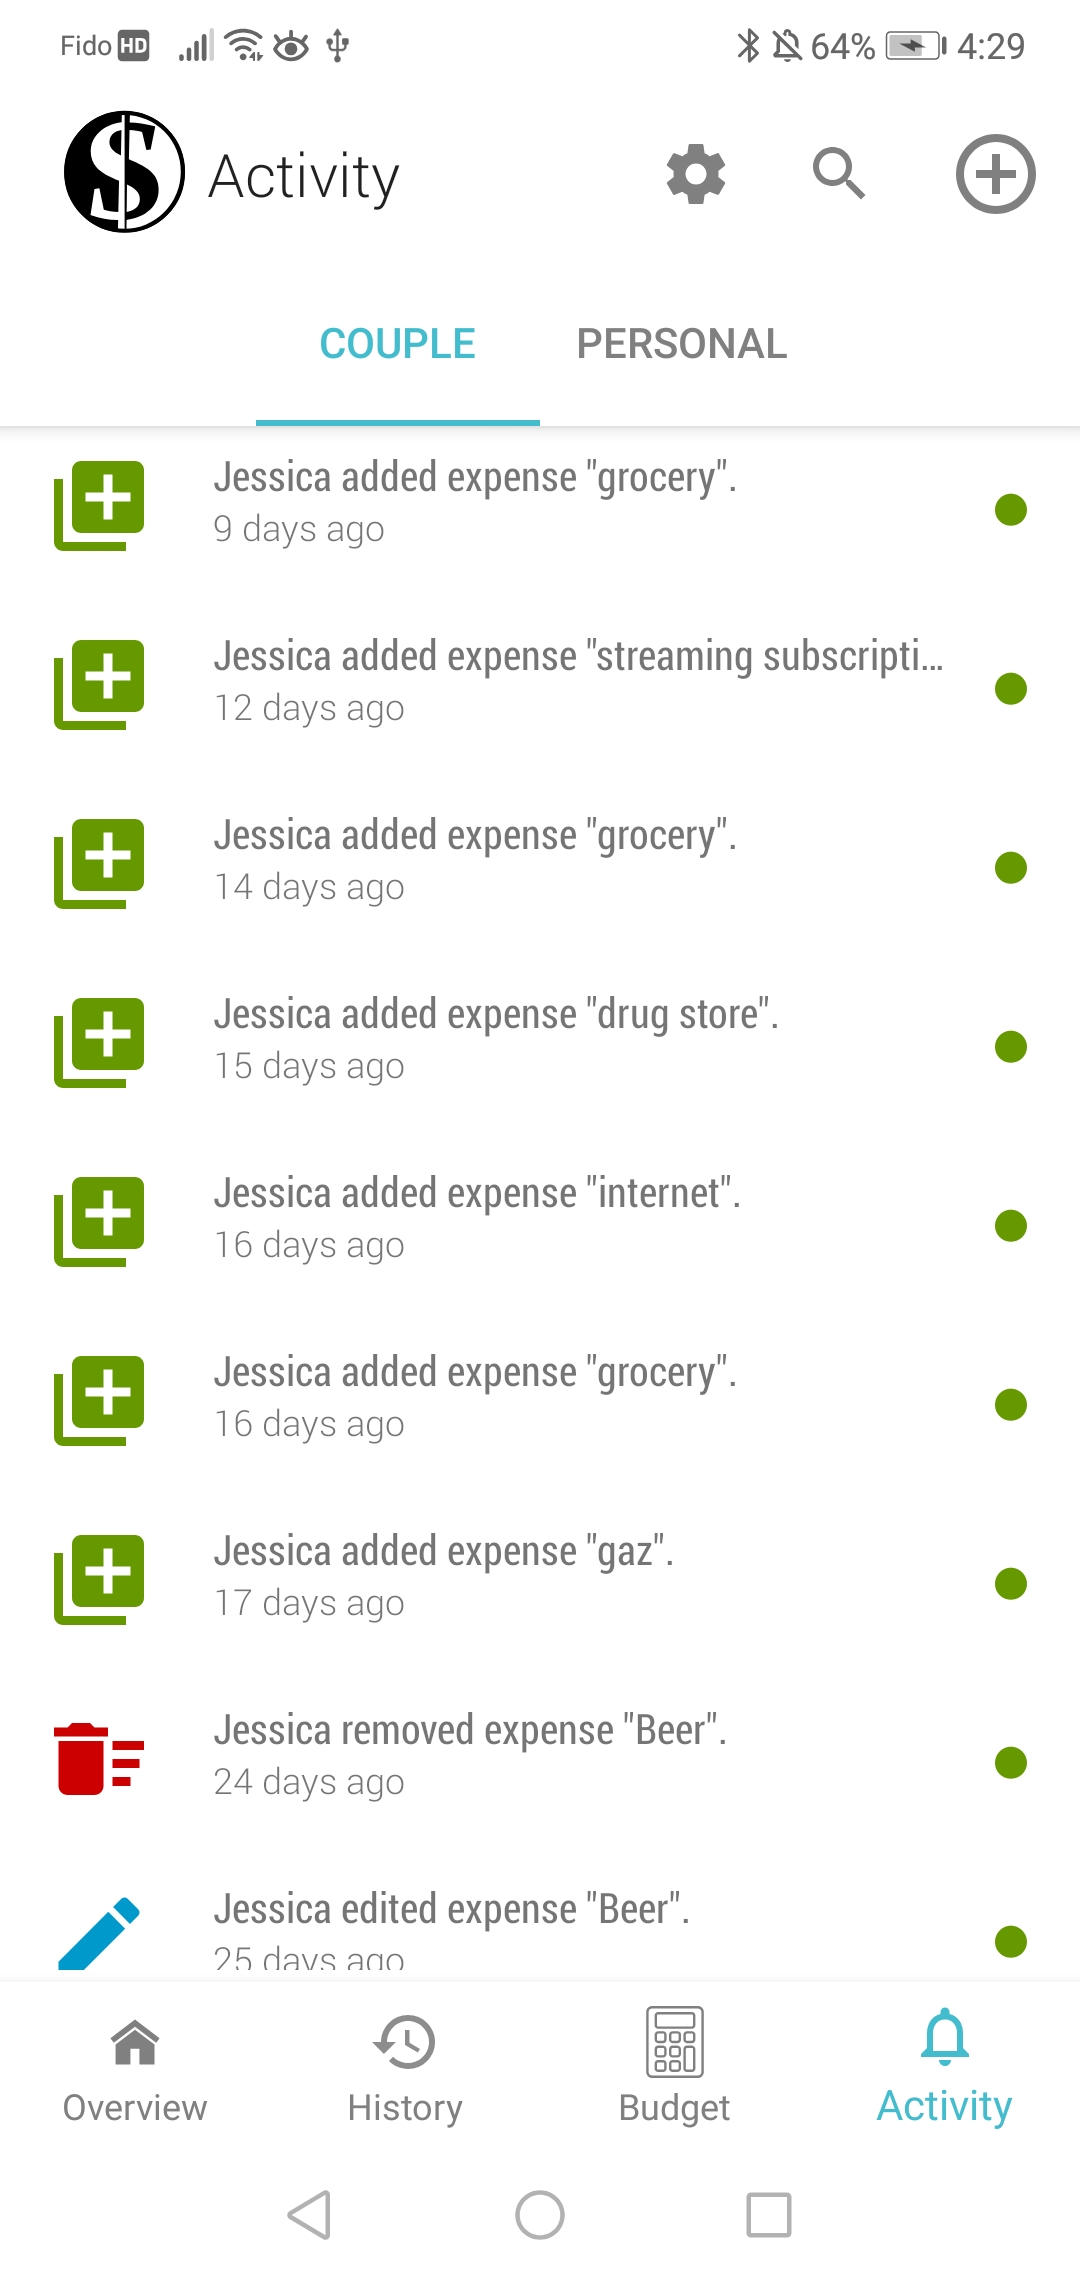 Fido HD 64% 4:29
$ Activity
COUPLE PERSONAL
Jessica added expense "grocery".
9 days ago
Jessica added expense "streaming subscripti...
12 days ago
Jessica added expense "grocery".
14 days ago
Jessica added expense "drug store".
15 days ago
Jessica added expense "internet".
16 days ago
Jessica added expense "grocery".
16 days ago
Jessica added expense "gaz".
17 days ago
Jessica removed expense "Beer".
24 days ago
Jessica edited expense "Beer".
25 days ago
Overview History Budget Activity